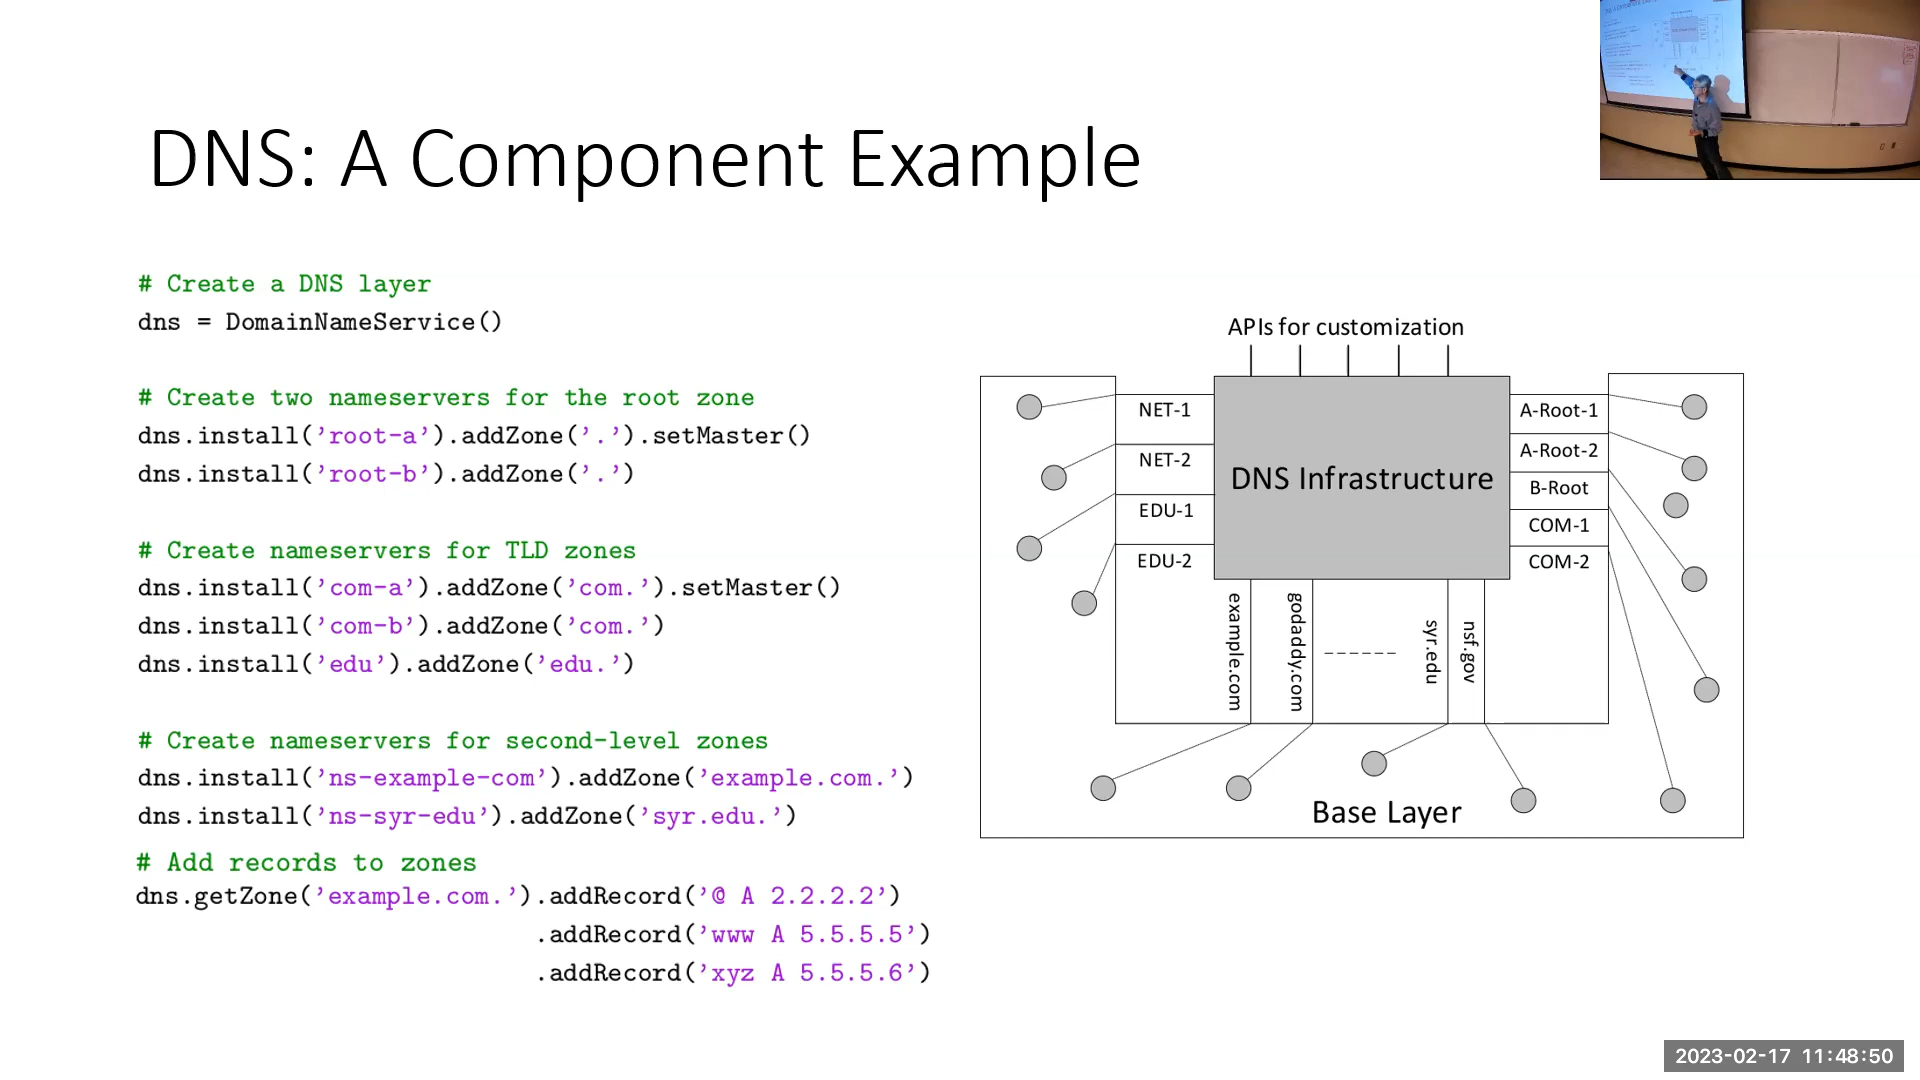 DNS: A Component Example
# Create a DNS layer
dns = DomainNameService()
# Create two nameservers for the root zone
dns.install(’root-a’).addZone(’.’).setMaster()
dns.install(’root-b’).addZone(’.’)
# Create nameservers for TLD zones
dns.install(’com-a’).addZone(’com.’).setMaster()
dns.install(’com-b’).addZone(’com.’)
dns.install(’edu’).addZone(’edu.’)
# Create nameservers for second-level zones
dns.install(’ns-example-com’).addZone(’example.com.’)
dns.install(’ns-syr-edu’).addZone(’syr.edu.’)
# Add records to zones
dns.getZone(’example.com.’).addRecord(’@ A 2.2.2.2’)
.addRecord(’www A 5.5.5.5’)
.addRecord(’xyz A 5.5.5.6’)
APIs for customization
NET-1
NET-2
EDU-1
EDU-2
DNS Infrastructure
A-Root-1
A-Root-2
B-Root
COM-1
COM-2
example.com
godaddy.com
syr.edu
nsf.gov
Base Layer
2023-02-17 11:48:50